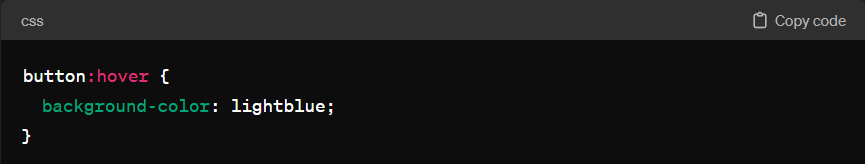 css
Copy code
button:hover {
  background-color: lightblue;
}